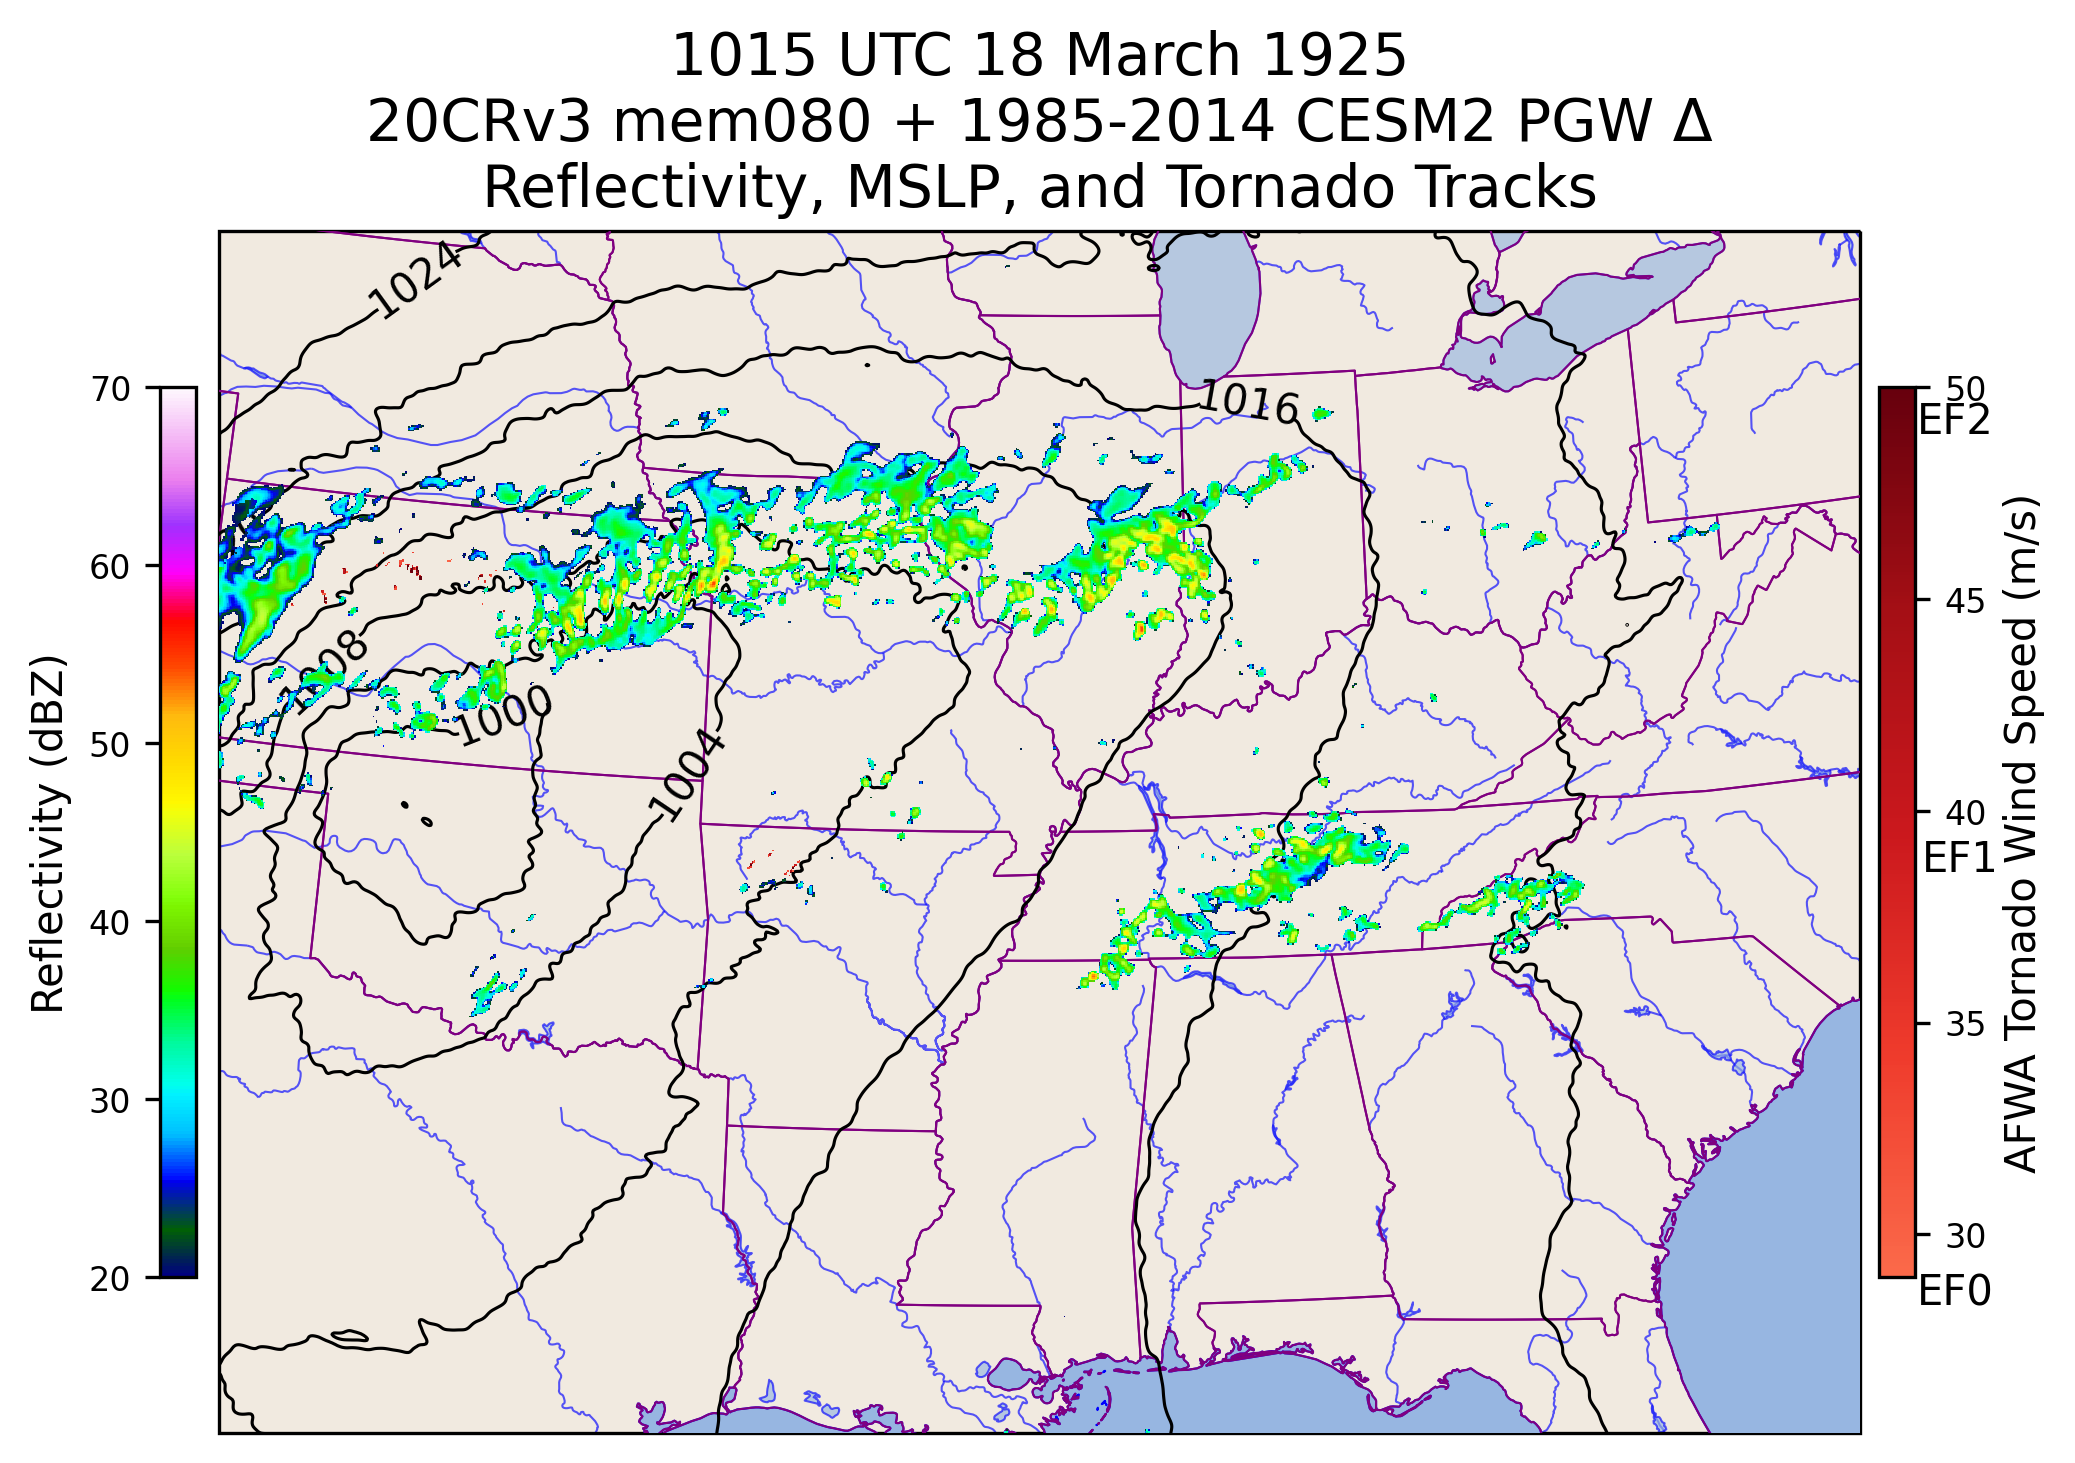 1015 UTC 18 March 1925
20CRv3 mem080 + 1985-2014 CESM2 PGW Δ
Reflectivity, MSLP, and Tornado Tracks
1024
1016
1008
1000
1004
70
60
50
40
30
20
Reflectivity (dBZ)
50
EF2
45
40
EF1
35
30
EF0
AFWA Tornado Wind Speed (m/s)